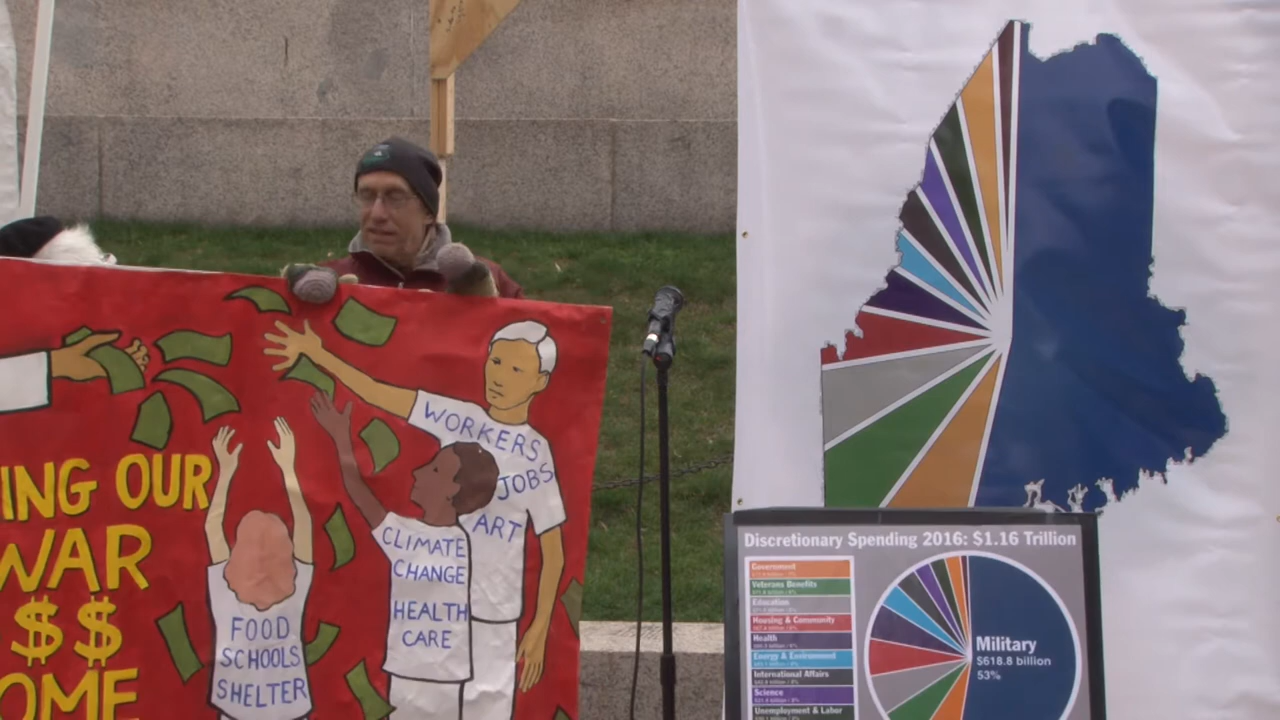 ING OUR
WAR
$$
OME
FOOD
SCHOOLS
SHELTER
WORKERS
JOBS
ART
CLIMATE
CHANGE
HEALTH
CARE
Discretionary Spending 2016: $1.16 Trillion
Government
Veterans Benefits
Education
Housing & Community
Health
Energy & Environment
International Affairs
Science
Unemployment & Labor
Military
$618.8 billion
53%